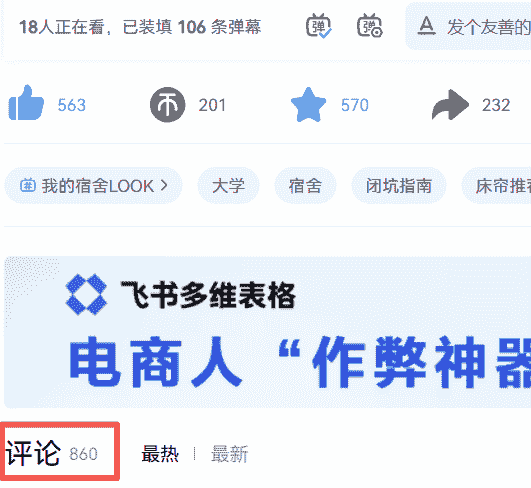 18人正在看，已装填 106 条弹幕 弹 弹 A 发个友善的
563 币 201 570 232
# 我的宿舍LOOK > 大学 宿舍 闭坑指南 床帘推荐
飞书多维表格
电商人 “作弊神器
评论 860 最热 | 最新